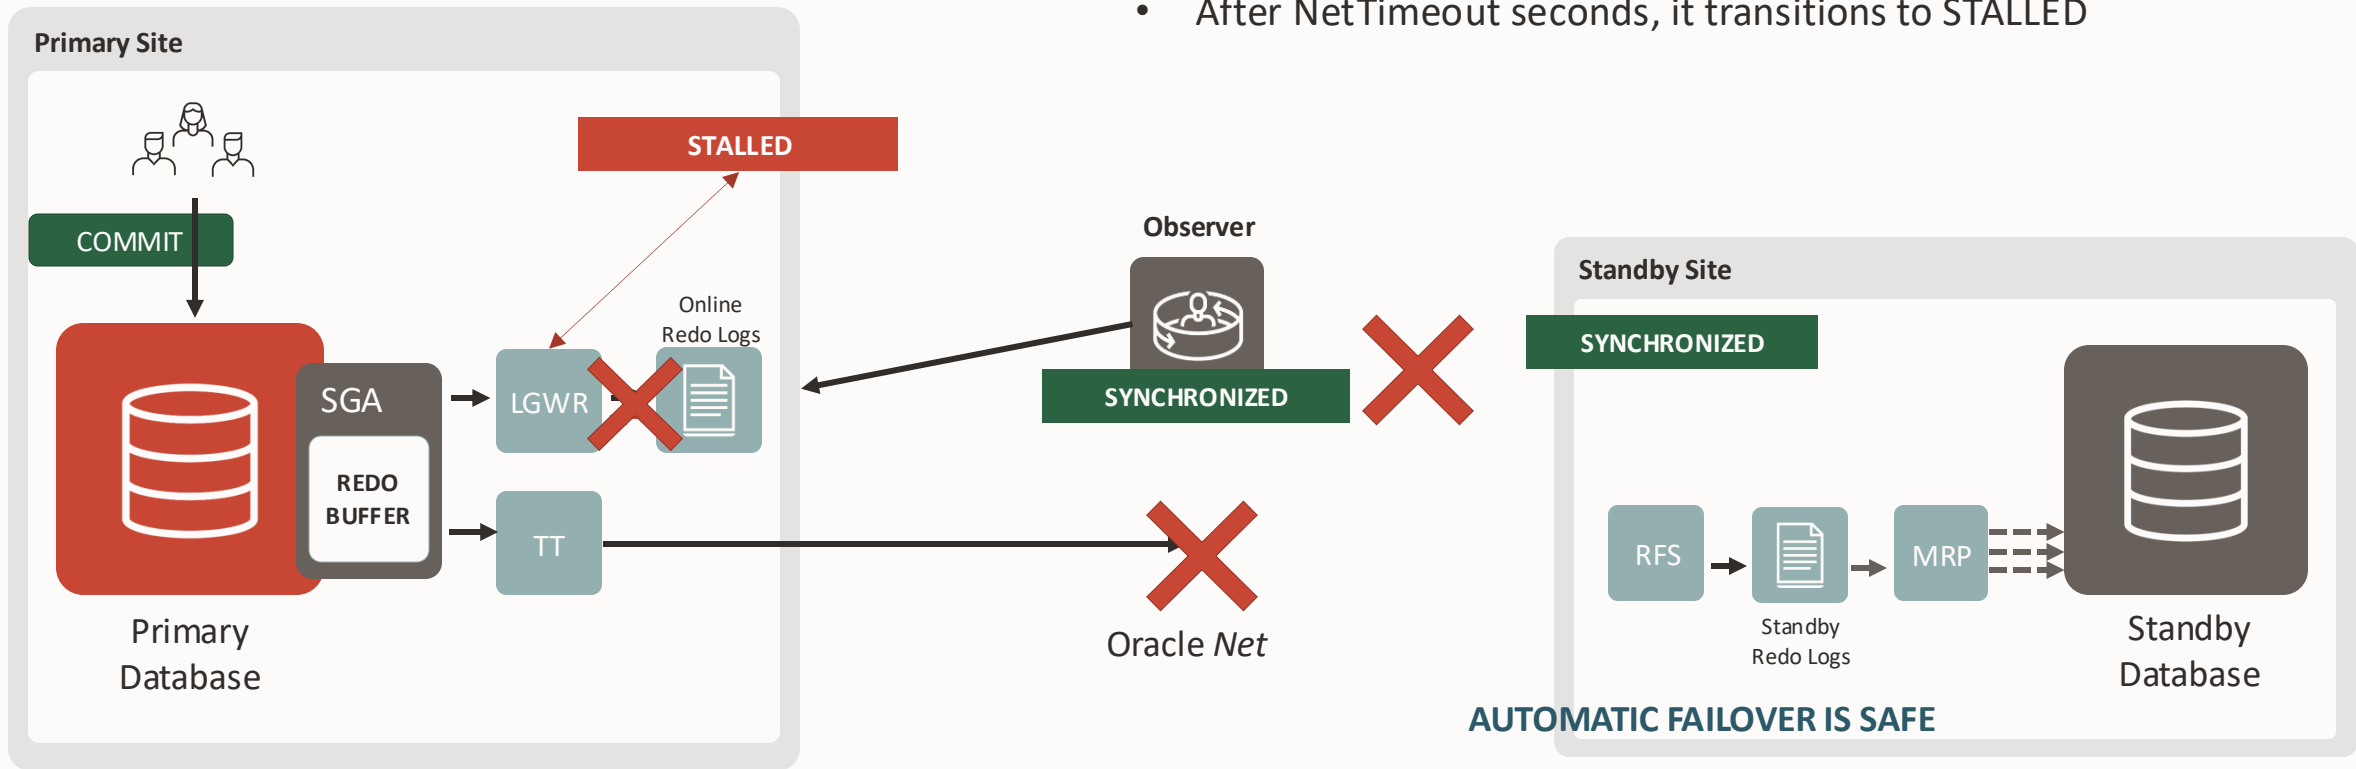 • After NetTimeout seconds, it transitions to STALLED
Primary Site
STALLED
COMMIT
Online
Redo Logs
SGA
LGWR
REDO
BUFFER
TT
Primary
Database
Observer
SYNCHRONIZED
Oracle Net
Standby Site
SYNCHRONIZED
RFS
MRP
Standby
Redo Logs
Standby
Database
AUTOMATIC FAILOVER IS SAFE